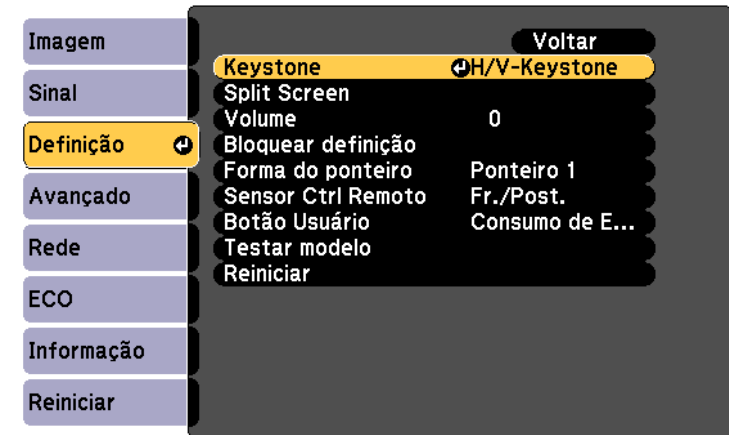 Imagem
Sinal
Definição
Avançado
Rede
ECO
Informação
Reiniciar
Voltar
Keystone H/V-Keystone
Split Screen
Volume 0
Bloquear definição
Forma do ponteiro Ponteiro 1
Sensor Ctrl Remoto Fr./Post.
Botão Usuário Consumo de E...
Testar modelo
Reiniciar